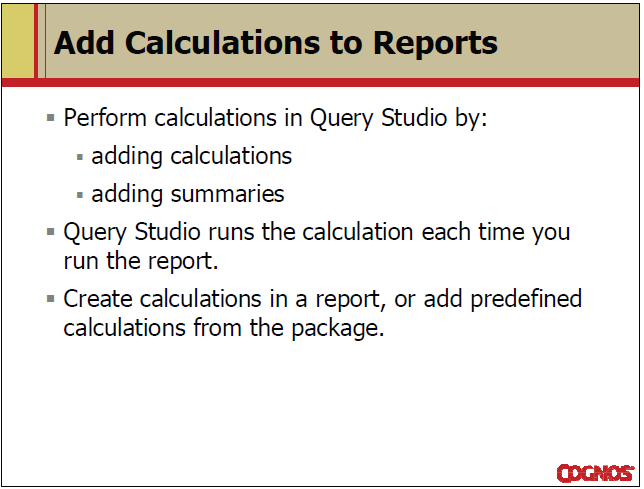 Add Calculations to Reports
▪ Perform calculations in Query Studio by:
▪ adding calculations
▪ adding summaries
▪ Query Studio runs the calculation each time you
run the report.
▪ Create calculations in a report, or add predefined
calculations from the package.
COGNOS